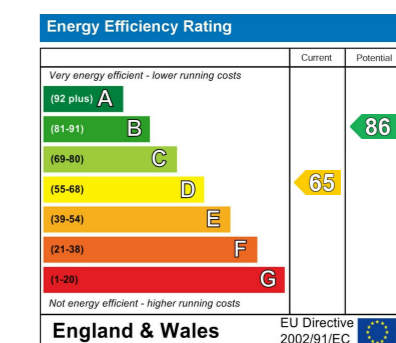 Energy Efficiency Rating
Current Potential
Very energy efficient - lower running costs
(92 plus) A
(81-91) B
86
(69-80) C
(55-68) D
65
(39-54) E
(21-38) F
(1-20) G
Not energy efficient - higher running costs
England & Wales
EU Directive
2002/91/EC